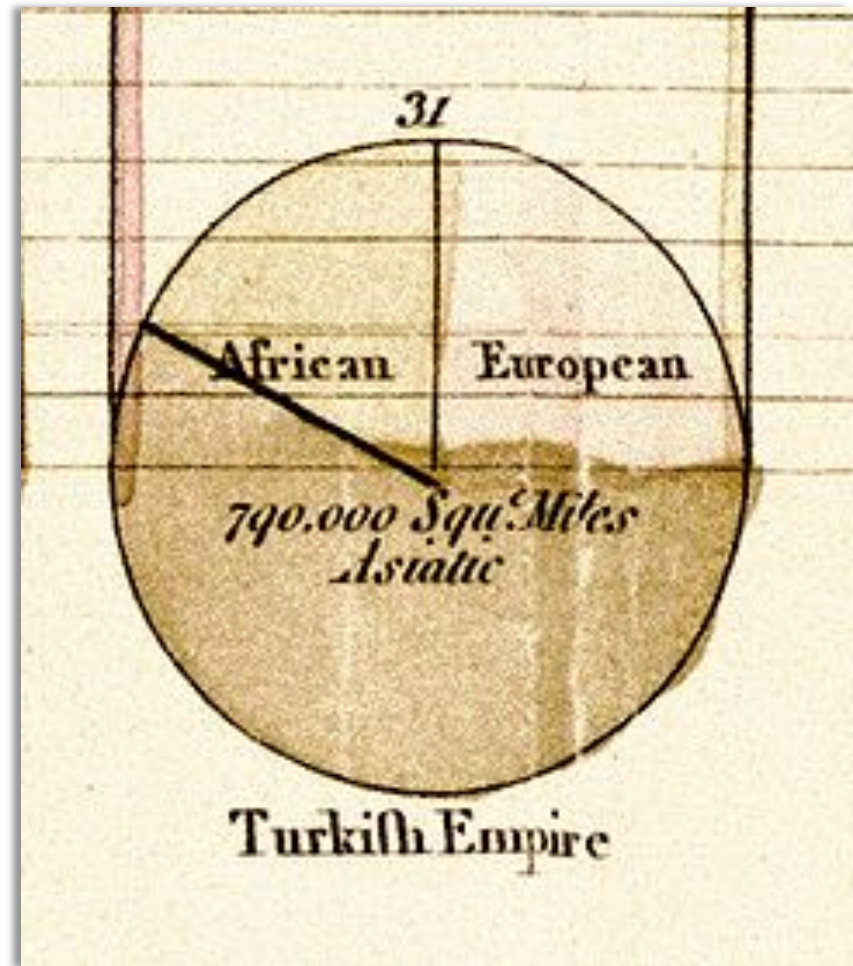 31
African European
790.000 Squ.ᵉ Miles
Asiatic
Turkiſh Empire